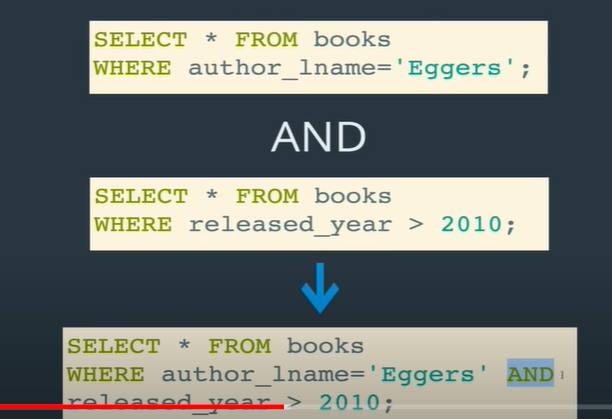 SELECT * FROM books
WHERE author_lname='Eggers';
AND
SELECT * FROM books
WHERE released_year > 2010;
SELECT * FROM books
WHERE author_lname='Eggers' AND
released_year > 2010;